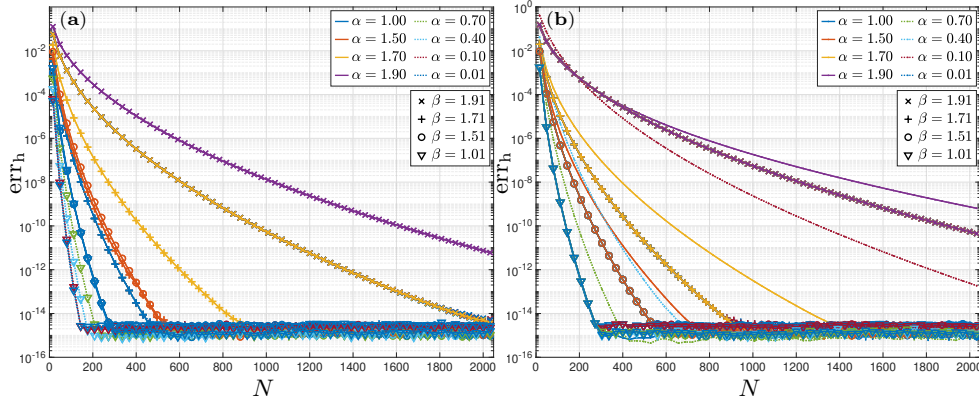 (a)
err_h
10^-2
10^-4
10^-6
10^-8
10^-10
10^-12
10^-14
10^-16
0 200 400 600 800 1000 1200 1400 1600 1800 2000
N
α = 1.00 α = 0.70
α = 1.50 α = 0.40
α = 1.70 α = 0.10
α = 1.90 α = 0.01
β = 1.91
β = 1.71
β = 1.51
β = 1.01
(b)
err_h
10^0
10^-2
10^-4
10^-6
10^-8
10^-10
10^-12
10^-14
10^-16
0 200 400 600 800 1000 1200 1400 1600 1800 2000
N
α = 1.00 α = 0.70
α = 1.50 α = 0.40
α = 1.70 α = 0.10
α = 1.90 α = 0.01
β = 1.91
β = 1.71
β = 1.51
β = 1.01